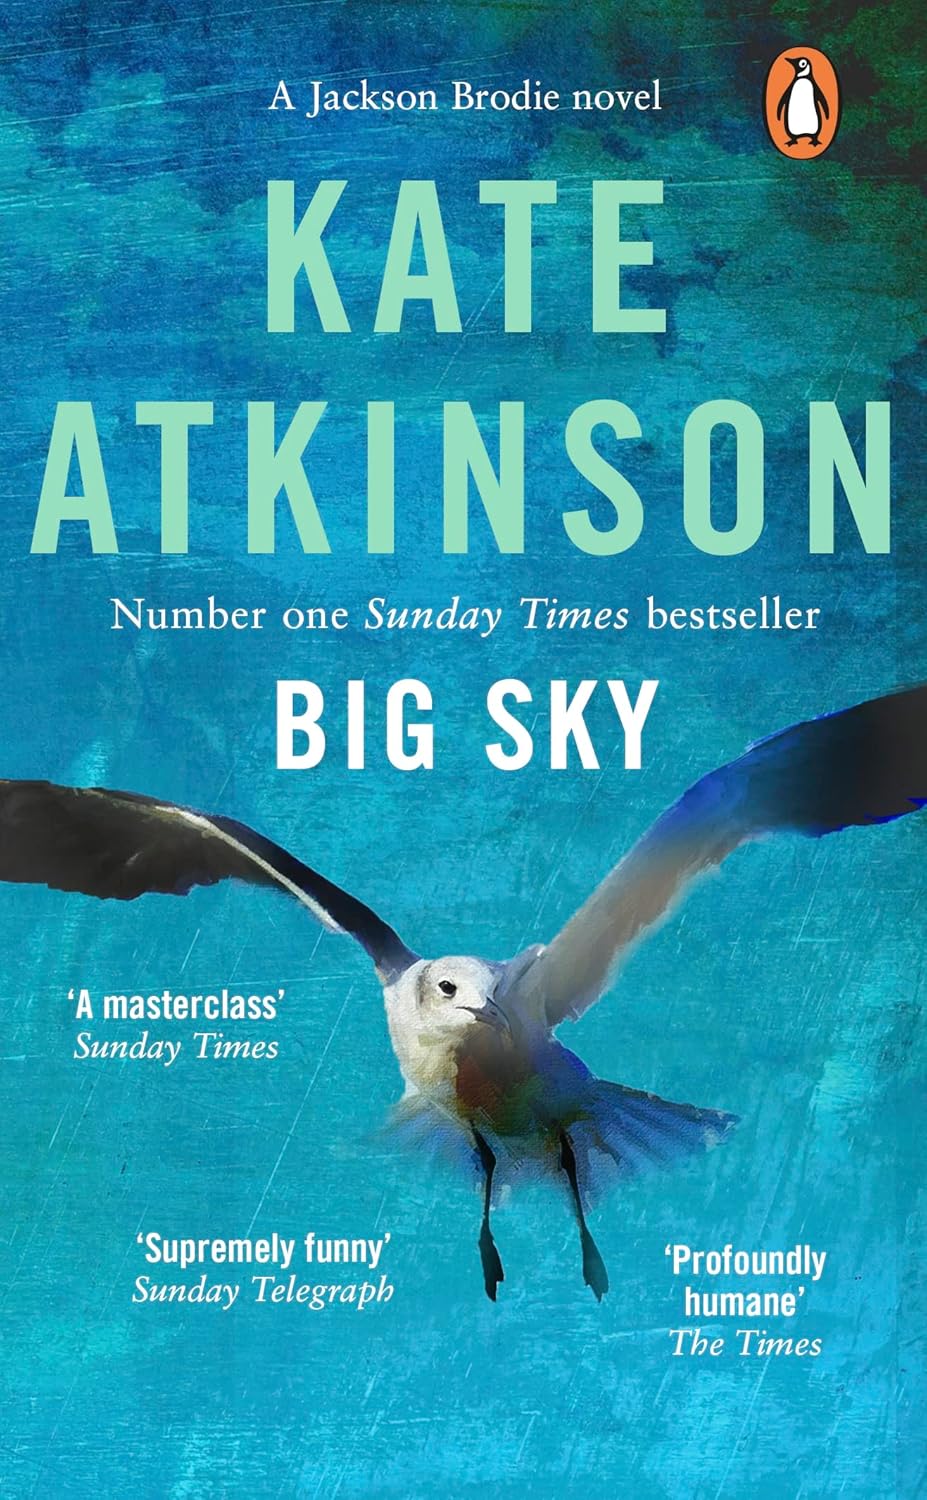 A Jackson Brodie novel
KATE
ATKINSON
Number one Sunday Times bestseller
BIG SKY
‘A masterclass’
Sunday Times
‘Supremely funny’
Sunday Telegraph
‘Profoundly
humane’
The Times